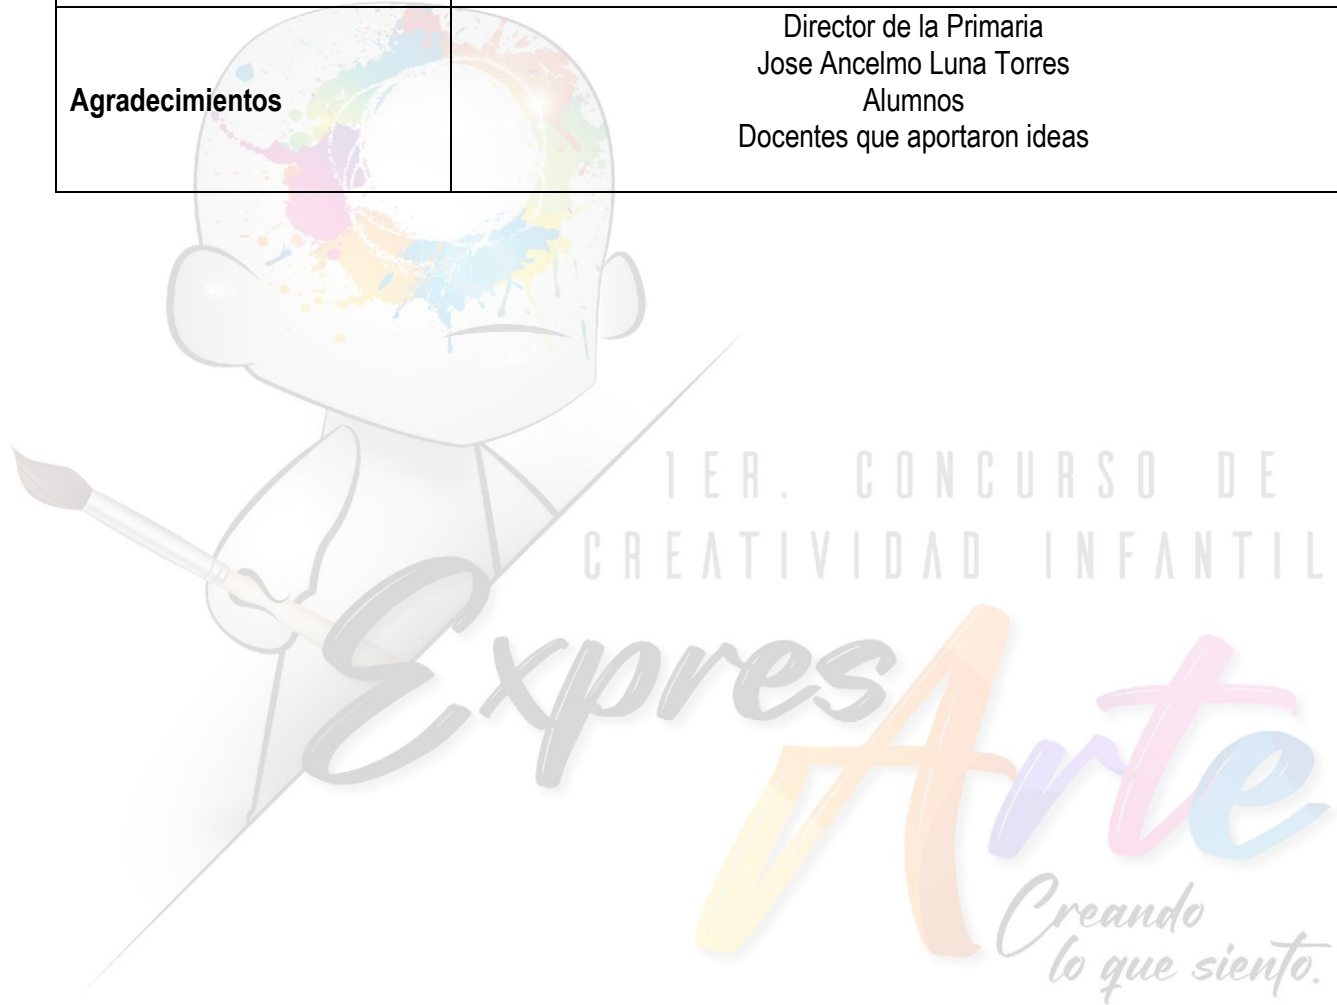 Agradecimientos
Director de la Primaria
Jose Ancelmo Luna Torres
Alumnos
Docentes que aportaron ideas
1ER. CONCURSO DE
CREATIVIDAD INFANTIL
ExpresArte
Creando
lo que siento.